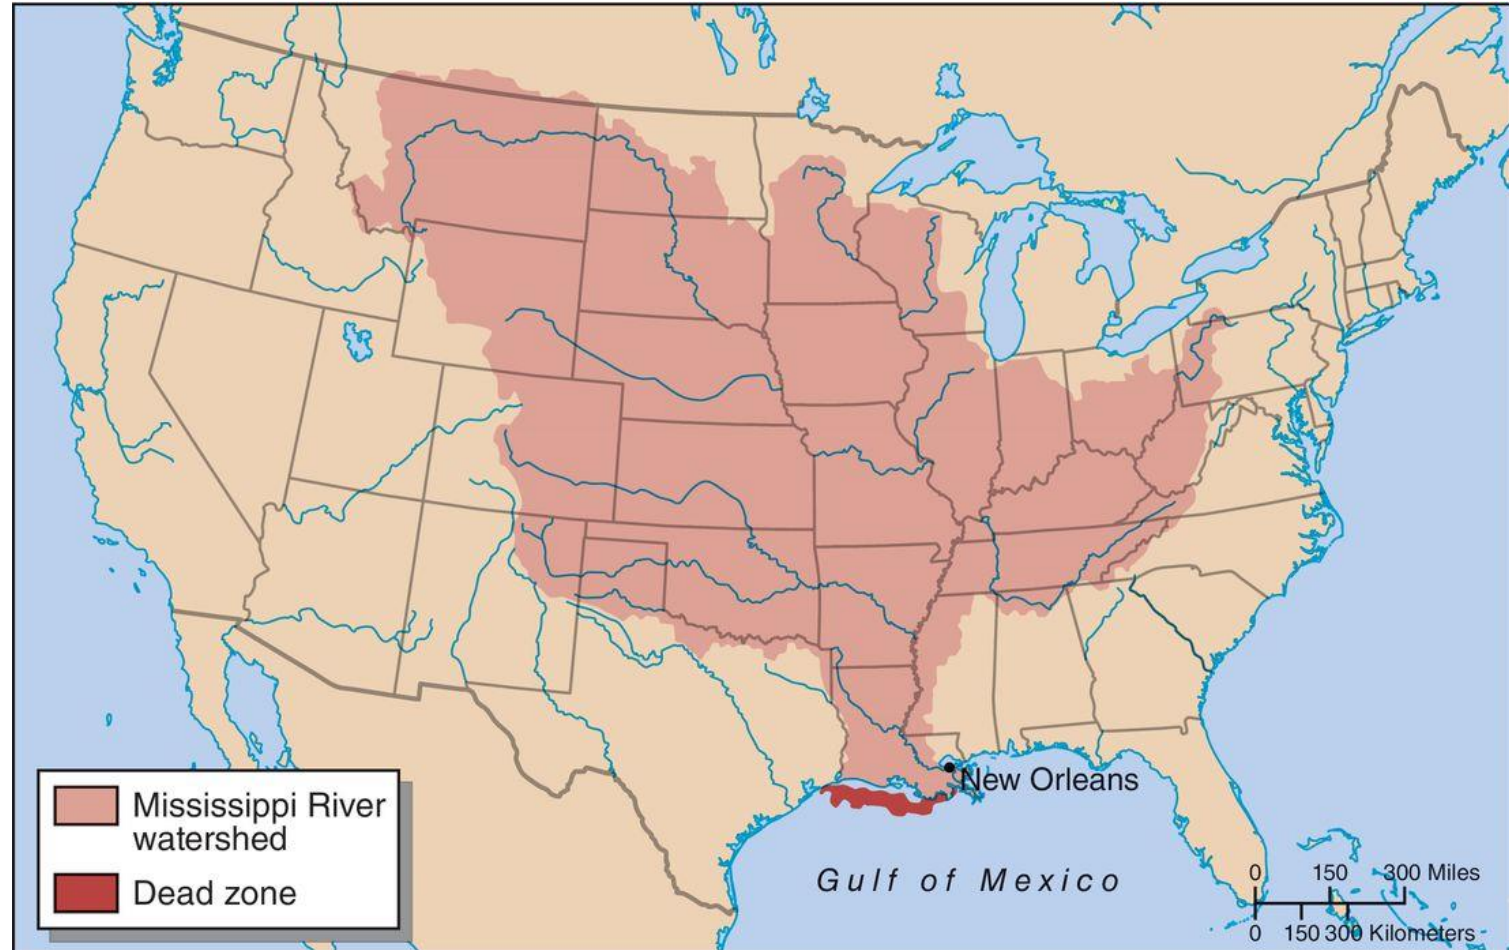 New Orleans
Mississippi River
watershed
Dead zone
Gulf of Mexico
0 150 300 Miles
0 150 300 Kilometers